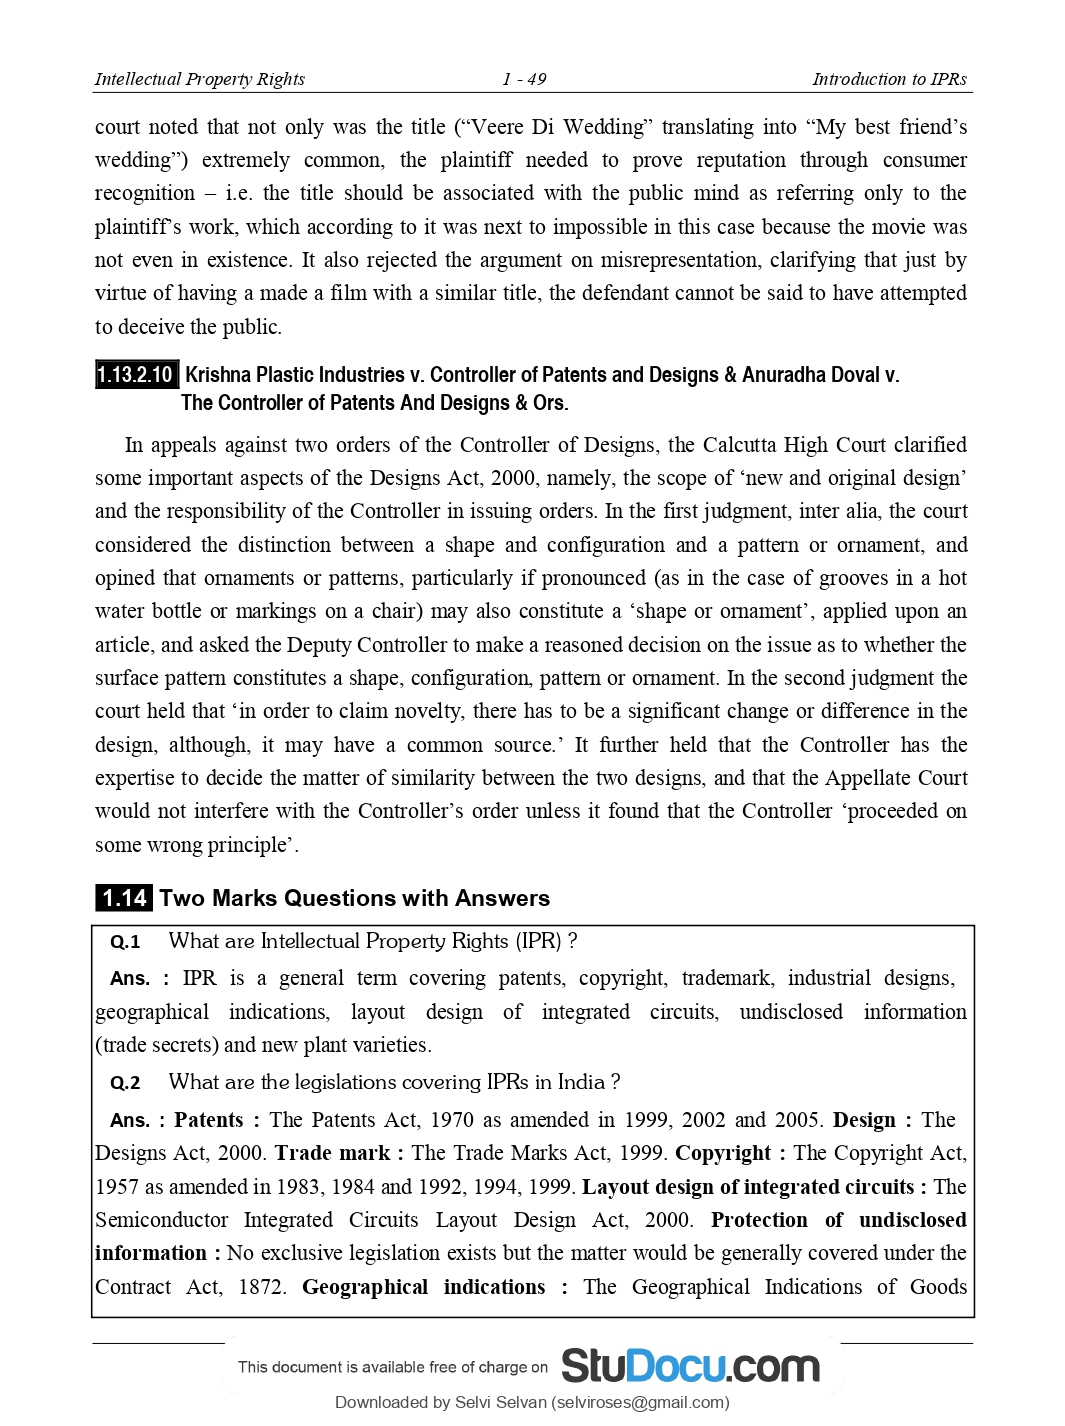 Intellectual Property Rights 1 - 49 Introduction to IPRs
court noted that not only was the title (“Veere Di Wedding” translating into “My best friend’s
wedding”) extremely common, the plaintiff needed to prove reputation through consumer
recognition – i.e. the title should be associated with the public mind as referring only to the
plaintiff’s work, which according to it was next to impossible in this case because the movie was
not even in existence. It also rejected the argument on misrepresentation, clarifying that just by
virtue of having a made a film with a similar title, the defendant cannot be said to have attempted
to deceive the public.
1.13.2.10 Krishna Plastic Industries v. Controller of Patents and Designs & Anuradha Doval v.
The Controller of Patents And Designs & Ors.
In appeals against two orders of the Controller of Designs, the Calcutta High Court clarified
some important aspects of the Designs Act, 2000, namely, the scope of ‘new and original design’
and the responsibility of the Controller in issuing orders. In the first judgment, inter alia, the court
considered the distinction between a shape and configuration and a pattern or ornament, and
opined that ornaments or patterns, particularly if pronounced (as in the case of grooves in a hot
water bottle or markings on a chair) may also constitute a ‘shape or ornament’, applied upon an
article, and asked the Deputy Controller to make a reasoned decision on the issue as to whether the
surface pattern constitutes a shape, configuration, pattern or ornament. In the second judgment the
court held that ‘in order to claim novelty, there has to be a significant change or difference in the
design, although, it may have a common source.’ It further held that the Controller has the
expertise to decide the matter of similarity between the two designs, and that the Appellate Court
would not interfere with the Controller’s order unless it found that the Controller ‘proceeded on
some wrong principle’.
1.14 Two Marks Questions with Answers
Q.1 What are Intellectual Property Rights (IPR) ?
Ans. : IPR is a general term covering patents, copyright, trademark, industrial designs,
geographical indications, layout design of integrated circuits, undisclosed information
(trade secrets) and new plant varieties.
Q.2 What are the legislations covering IPRs in India ?
Ans. : Patents : The Patents Act, 1970 as amended in 1999, 2002 and 2005. Design : The
Designs Act, 2000. Trade mark : The Trade Marks Act, 1999. Copyright : The Copyright Act,
1957 as amended in 1983, 1984 and 1992, 1994, 1999. Layout design of integrated circuits : The
Semiconductor Integrated Circuits Layout Design Act, 2000. Protection of undisclosed
information : No exclusive legislation exists but the matter would be generally covered under the
Contract Act, 1872. Geographical indications : The Geographical Indications of Goods
This document is available free of charge on StuDocu.com
Downloaded by Selvi Selvan (selviroses@gmail.com)